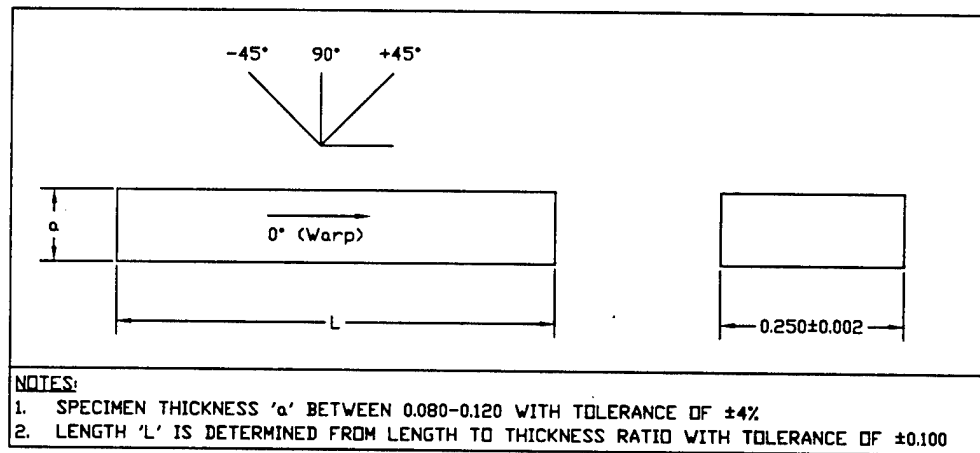 -45° 90° +45°
a
0° (Warp)
L
0.250±0.002
NOTES:
1. SPECIMEN THICKNESS 'a' BETWEEN 0.080-0.120 WITH TOLERANCE OF ±4%
2. LENGTH 'L' IS DETERMINED FROM LENGTH TO THICKNESS RATIO WITH TOLERANCE OF ±0.100